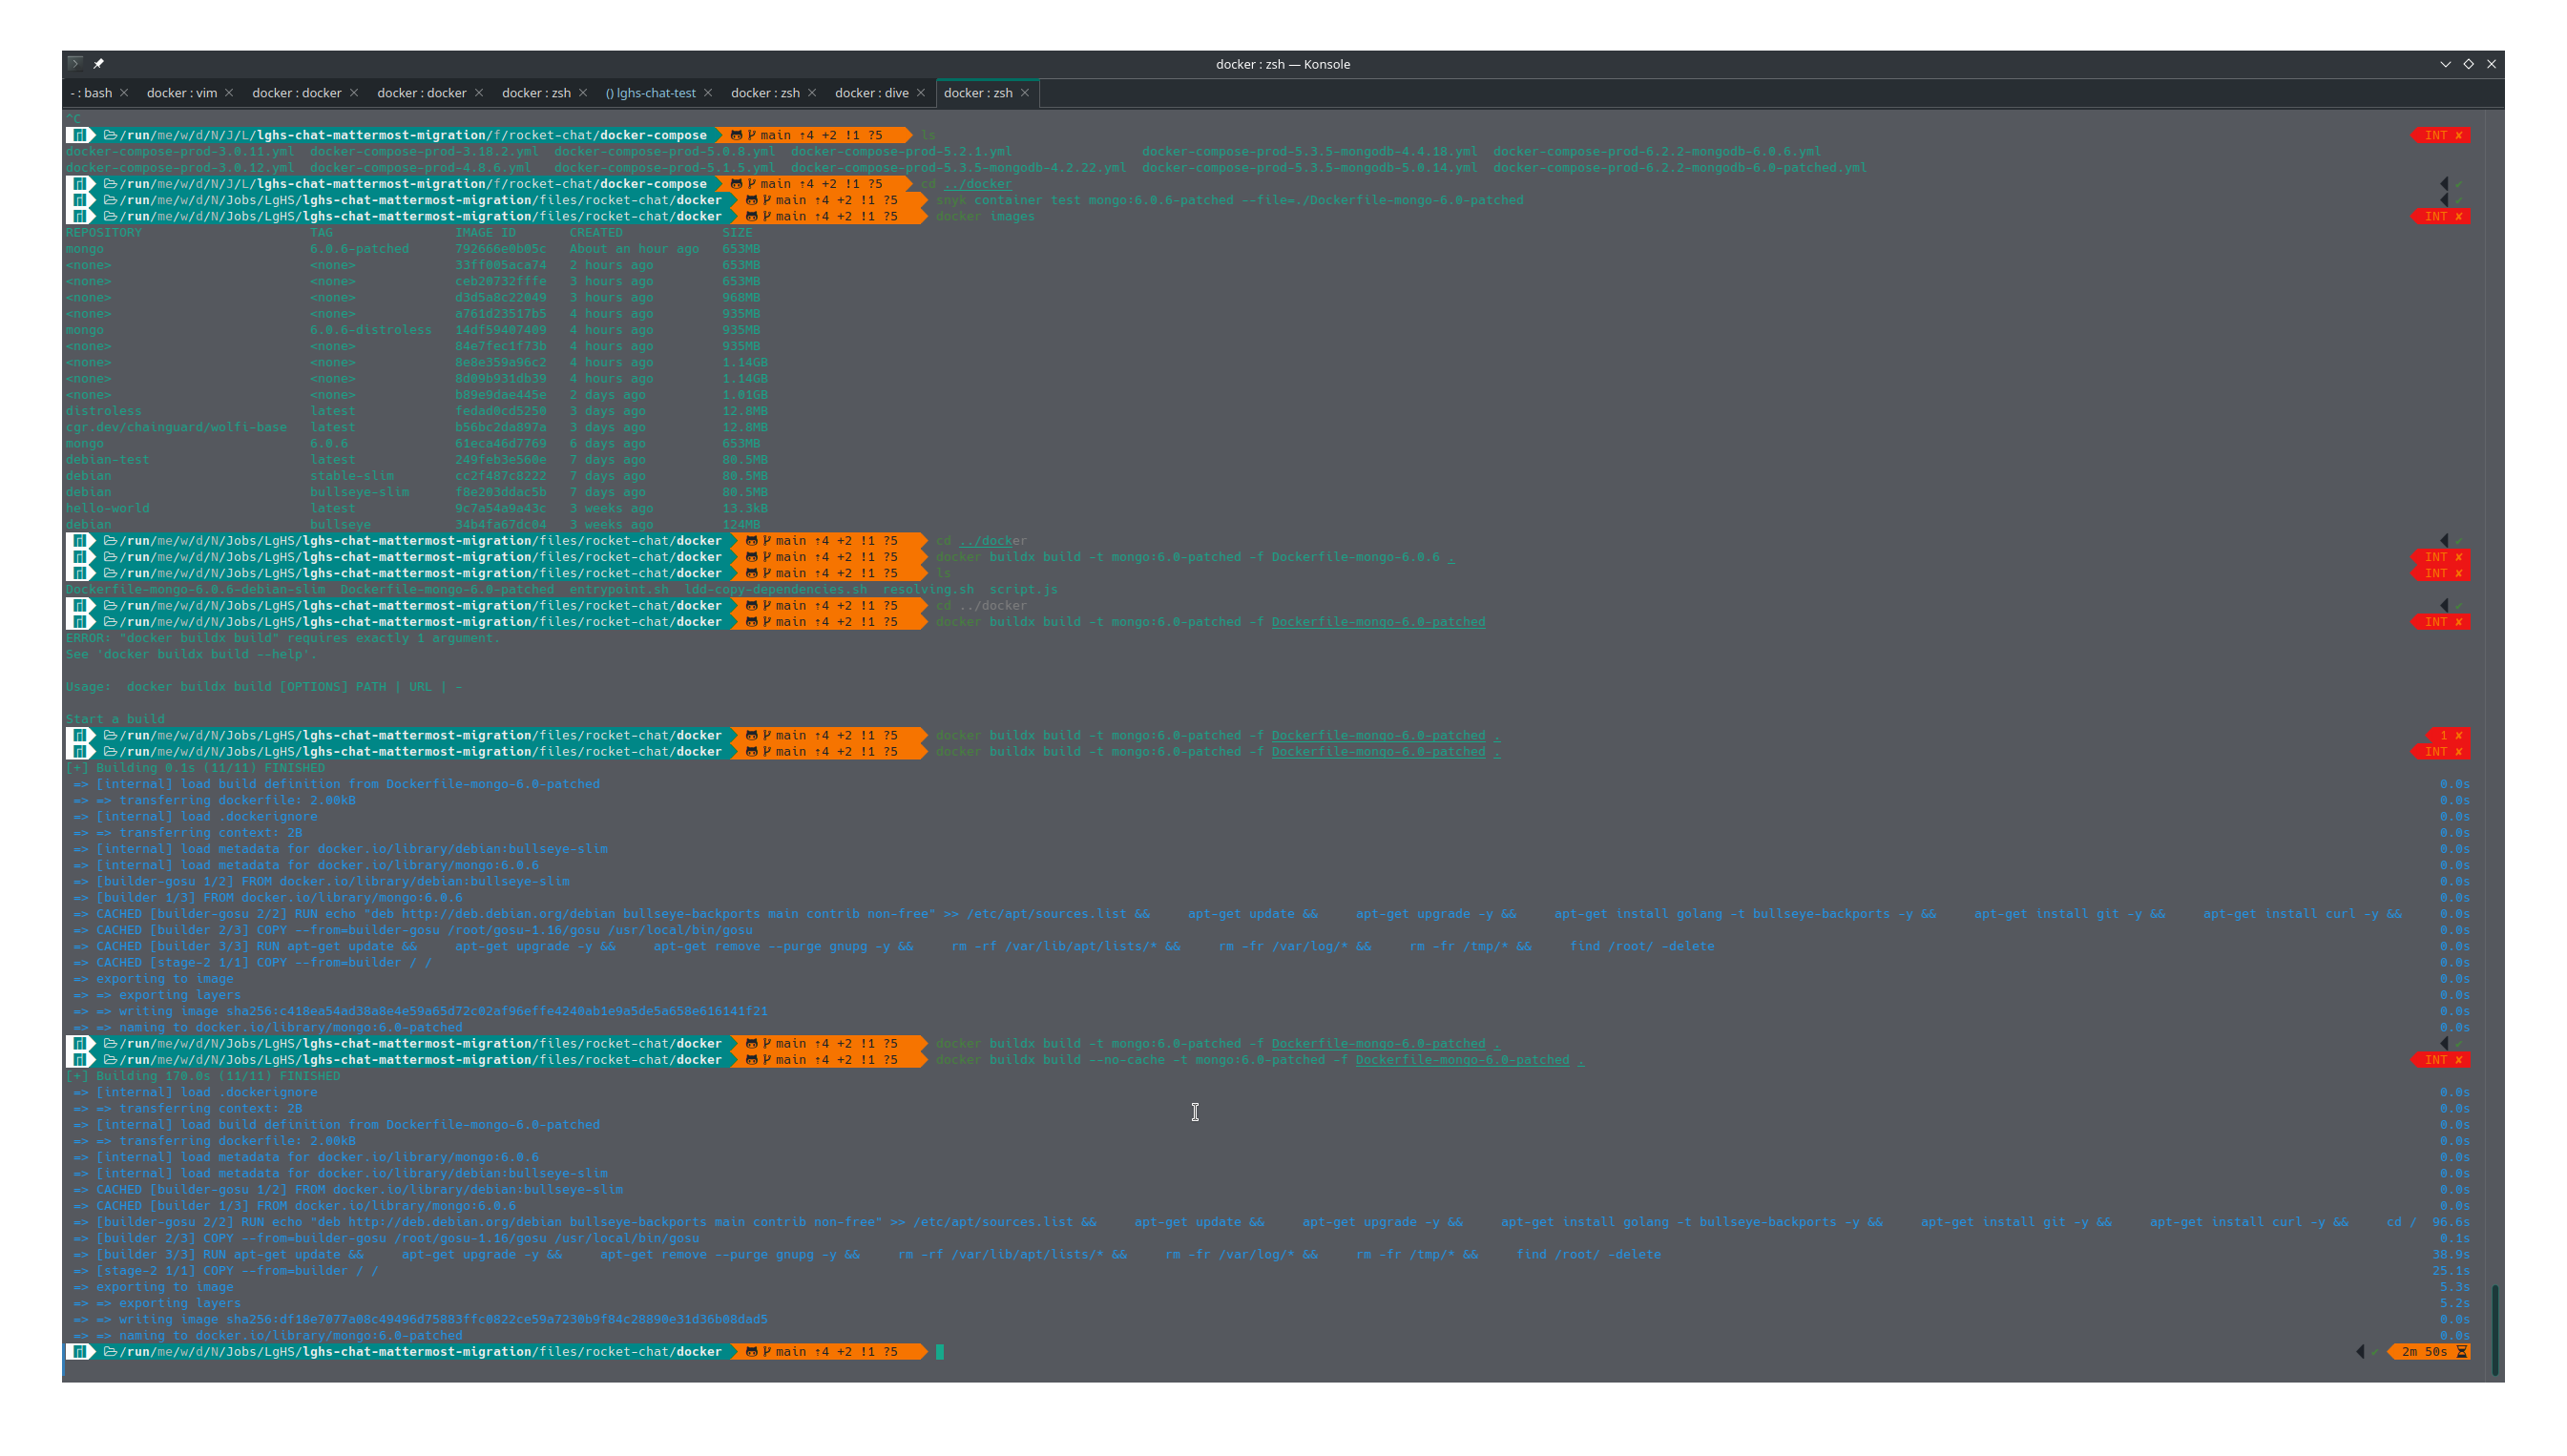 docker : zsh — Konsole
- : bash docker : vim docker : docker docker : docker docker : zsh () lghs-chat-test docker : zsh docker : dive docker : zsh
^C
/run/me/w/d/N/J/L/lghs-chat-mattermost-migration/f/rocket-chat/docker-compose main ↑4 +2 !1 ?5 ls INT ✘
docker-compose-prod-3.0.11.yml docker-compose-prod-3.18.2.yml docker-compose-prod-5.0.8.yml docker-compose-prod-5.2.1.yml docker-compose-prod-5.3.5-mongodb-4.4.18.yml docker-compose-prod-6.2.2-mongodb-6.0.6.yml
docker-compose-prod-3.0.12.yml docker-compose-prod-4.8.6.yml docker-compose-prod-5.1.5.yml docker-compose-prod-5.3.5-mongodb-4.2.22.yml docker-compose-prod-5.3.5-mongodb-5.0.14.yml docker-compose-prod-6.2.2-mongodb-6.0-patched.yml
/run/me/w/d/N/J/L/lghs-chat-mattermost-migration/f/rocket-chat/docker-compose main ↑4 +2 !1 ?5 cd ../docker ✔
/run/me/w/d/N/Jobs/LgHS/lghs-chat-mattermost-migration/files/rocket-chat/docker main ↑4 +2 !1 ?5 snyk container test mongo:6.0.6-patched --file=./Dockerfile-mongo-6.0-patched ✔
/run/me/w/d/N/Jobs/LgHS/lghs-chat-mattermost-migration/files/rocket-chat/docker main ↑4 +2 !1 ?5 docker images INT ✘
REPOSITORY TAG IMAGE ID CREATED SIZE
mongo 6.0.6-patched 792666e0b05c About an hour ago 653MB
<none> <none> 33ff005aca74 2 hours ago 653MB
<none> <none> ceb20732fffe 3 hours ago 653MB
<none> <none> d3d5a8c22049 3 hours ago 968MB
<none> <none> a761d23517b5 4 hours ago 935MB
mongo 6.0.6-distroless 14df59407409 4 hours ago 935MB
<none> <none> 84e7fec1f73b 4 hours ago 935MB
<none> <none> 8e8e359a96c2 4 hours ago 1.14GB
<none> <none> 8d09b931db39 4 hours ago 1.14GB
<none> <none> b89e9dae445e 2 days ago 1.01GB
distroless latest fedad0cd5250 3 days ago 12.8MB
cgr.dev/chainguard/wolfi-base latest b56bc2da897a 3 days ago 12.8MB
mongo 6.0.6 61eca46d7769 6 days ago 653MB
debian-test latest 249feb3e560e 7 days ago 80.5MB
debian stable-slim cc2f487c8222 7 days ago 80.5MB
debian bullseye-slim f8e203ddac5b 7 days ago 80.5MB
hello-world latest 9c7a54a9a43c 3 weeks ago 13.3kB
debian bullseye 34b4fa67dc04 3 weeks ago 124MB
/run/me/w/d/N/Jobs/LgHS/lghs-chat-mattermost-migration/files/rocket-chat/docker main ↑4 +2 !1 ?5 cd ../docker ✔
/run/me/w/d/N/Jobs/LgHS/lghs-chat-mattermost-migration/files/rocket-chat/docker main ↑4 +2 !1 ?5 docker buildx build -t mongo:6.0-patched -f Dockerfile-mongo-6.0.6 . INT ✘
/run/me/w/d/N/Jobs/LgHS/lghs-chat-mattermost-migration/files/rocket-chat/docker main ↑4 +2 !1 ?5 ls INT ✘
Dockerfile-mongo-6.0.6-debian-slim Dockerfile-mongo-6.0-patched entrypoint.sh ldd-copy-dependencies.sh resolving.sh script.js
/run/me/w/d/N/Jobs/LgHS/lghs-chat-mattermost-migration/files/rocket-chat/docker main ↑4 +2 !1 ?5 cd ../docker ✔
/run/me/w/d/N/Jobs/LgHS/lghs-chat-mattermost-migration/files/rocket-chat/docker main ↑4 +2 !1 ?5 docker buildx build -t mongo:6.0-patched -f Dockerfile-mongo-6.0-patched INT ✘
ERROR: "docker buildx build" requires exactly 1 argument.
See 'docker buildx build --help'.
Usage: docker buildx build [OPTIONS] PATH | URL | -
Start a build
/run/me/w/d/N/Jobs/LgHS/lghs-chat-mattermost-migration/files/rocket-chat/docker main ↑4 +2 !1 ?5 docker buildx build -t mongo:6.0-patched -f Dockerfile-mongo-6.0-patched . 1 ✘
/run/me/w/d/N/Jobs/LgHS/lghs-chat-mattermost-migration/files/rocket-chat/docker main ↑4 +2 !1 ?5 docker buildx build -t mongo:6.0-patched -f Dockerfile-mongo-6.0-patched . INT ✘
[+] Building 0.1s (11/11) FINISHED
=> [internal] load build definition from Dockerfile-mongo-6.0-patched 0.0s
=> => transferring dockerfile: 2.00kB 0.0s
=> [internal] load .dockerignore 0.0s
=> => transferring context: 2B 0.0s
=> [internal] load metadata for docker.io/library/debian:bullseye-slim 0.0s
=> [internal] load metadata for docker.io/library/mongo:6.0.6 0.0s
=> [builder-gosu 1/2] FROM docker.io/library/debian:bullseye-slim 0.0s
=> [builder 1/3] FROM docker.io/library/mongo:6.0.6 0.0s
=> CACHED [builder-gosu 2/2] RUN echo "deb http://deb.debian.org/debian bullseye-backports main contrib non-free" >> /etc/apt/sources.list && apt-get update && apt-get upgrade -y && apt-get install golang -t bullseye-backports -y && apt-get install git -y && apt-get install curl -y && 0.0s
=> CACHED [builder 2/3] COPY --from=builder-gosu /root/gosu-1.16/gosu /usr/local/bin/gosu 0.0s
=> CACHED [builder 3/3] RUN apt-get update && apt-get upgrade -y && apt-get remove --purge gnupg -y && rm -rf /var/lib/apt/lists/* && rm -fr /var/log/* && rm -fr /tmp/* && find /root/ -delete 0.0s
=> CACHED [stage-2 1/1] COPY --from=builder / / 0.0s
=> exporting to image 0.0s
=> => exporting layers 0.0s
=> => writing image sha256:c418ea54ad38a8e4e59a65d72c02af96effe4240ab1e9a5de5a658e616141f21 0.0s
=> => naming to docker.io/library/mongo:6.0-patched 0.0s
/run/me/w/d/N/Jobs/LgHS/lghs-chat-mattermost-migration/files/rocket-chat/docker main ↑4 +2 !1 ?5 docker buildx build -t mongo:6.0-patched -f Dockerfile-mongo-6.0-patched . ✔
/run/me/w/d/N/Jobs/LgHS/lghs-chat-mattermost-migration/files/rocket-chat/docker main ↑4 +2 !1 ?5 docker buildx build --no-cache -t mongo:6.0-patched -f Dockerfile-mongo-6.0-patched . INT ✘
[+] Building 170.0s (11/11) FINISHED
=> [internal] load .dockerignore 0.0s
=> => transferring context: 2B 0.0s
=> [internal] load build definition from Dockerfile-mongo-6.0-patched 0.0s
=> => transferring dockerfile: 2.00kB 0.0s
=> [internal] load metadata for docker.io/library/mongo:6.0.6 0.0s
=> [internal] load metadata for docker.io/library/debian:bullseye-slim 0.0s
=> CACHED [builder-gosu 1/2] FROM docker.io/library/debian:bullseye-slim 0.0s
=> CACHED [builder 1/3] FROM docker.io/library/mongo:6.0.6 0.0s
=> [builder-gosu 2/2] RUN echo "deb http://deb.debian.org/debian bullseye-backports main contrib non-free" >> /etc/apt/sources.list && apt-get update && apt-get upgrade -y && apt-get install golang -t bullseye-backports -y && apt-get install git -y && apt-get install curl -y && cd / 96.6s
=> [builder 2/3] COPY --from=builder-gosu /root/gosu-1.16/gosu /usr/local/bin/gosu 0.1s
=> [builder 3/3] RUN apt-get update && apt-get upgrade -y && apt-get remove --purge gnupg -y && rm -rf /var/lib/apt/lists/* && rm -fr /var/log/* && rm -fr /tmp/* && find /root/ -delete 38.9s
=> [stage-2 1/1] COPY --from=builder / / 25.1s
=> exporting to image 5.3s
=> => exporting layers 5.2s
=> => writing image sha256:df18e7077a08c49496d75883ffc0822ce59a7230b9f84c28890e31d36b08dad5 0.0s
=> => naming to docker.io/library/mongo:6.0-patched 0.0s
/run/me/w/d/N/Jobs/LgHS/lghs-chat-mattermost-migration/files/rocket-chat/docker main ↑4 +2 !1 ?5 ✔ 2m 50s